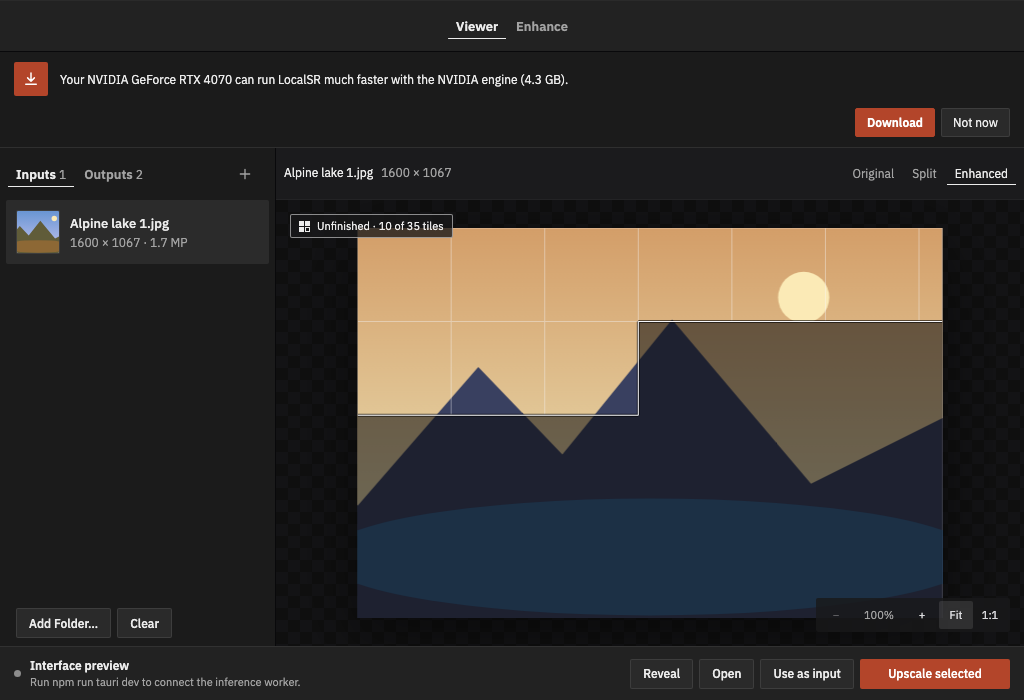 Viewer Enhance
Your NVIDIA GeForce RTX 4070 can run LocalSR much faster with the NVIDIA engine (4.3 GB).
Download Not now
Inputs 1 Outputs 2 +
Alpine lake 1.jpg 1600 × 1067
Original Split Enhanced
Alpine lake 1.jpg
1600 × 1067 · 1.7 MP
Unfinished · 10 of 35 tiles
− 100% + Fit 1:1
Add Folder... Clear
Interface preview
Run npm run tauri dev to connect the inference worker.
Reveal Open Use as input Upscale selected